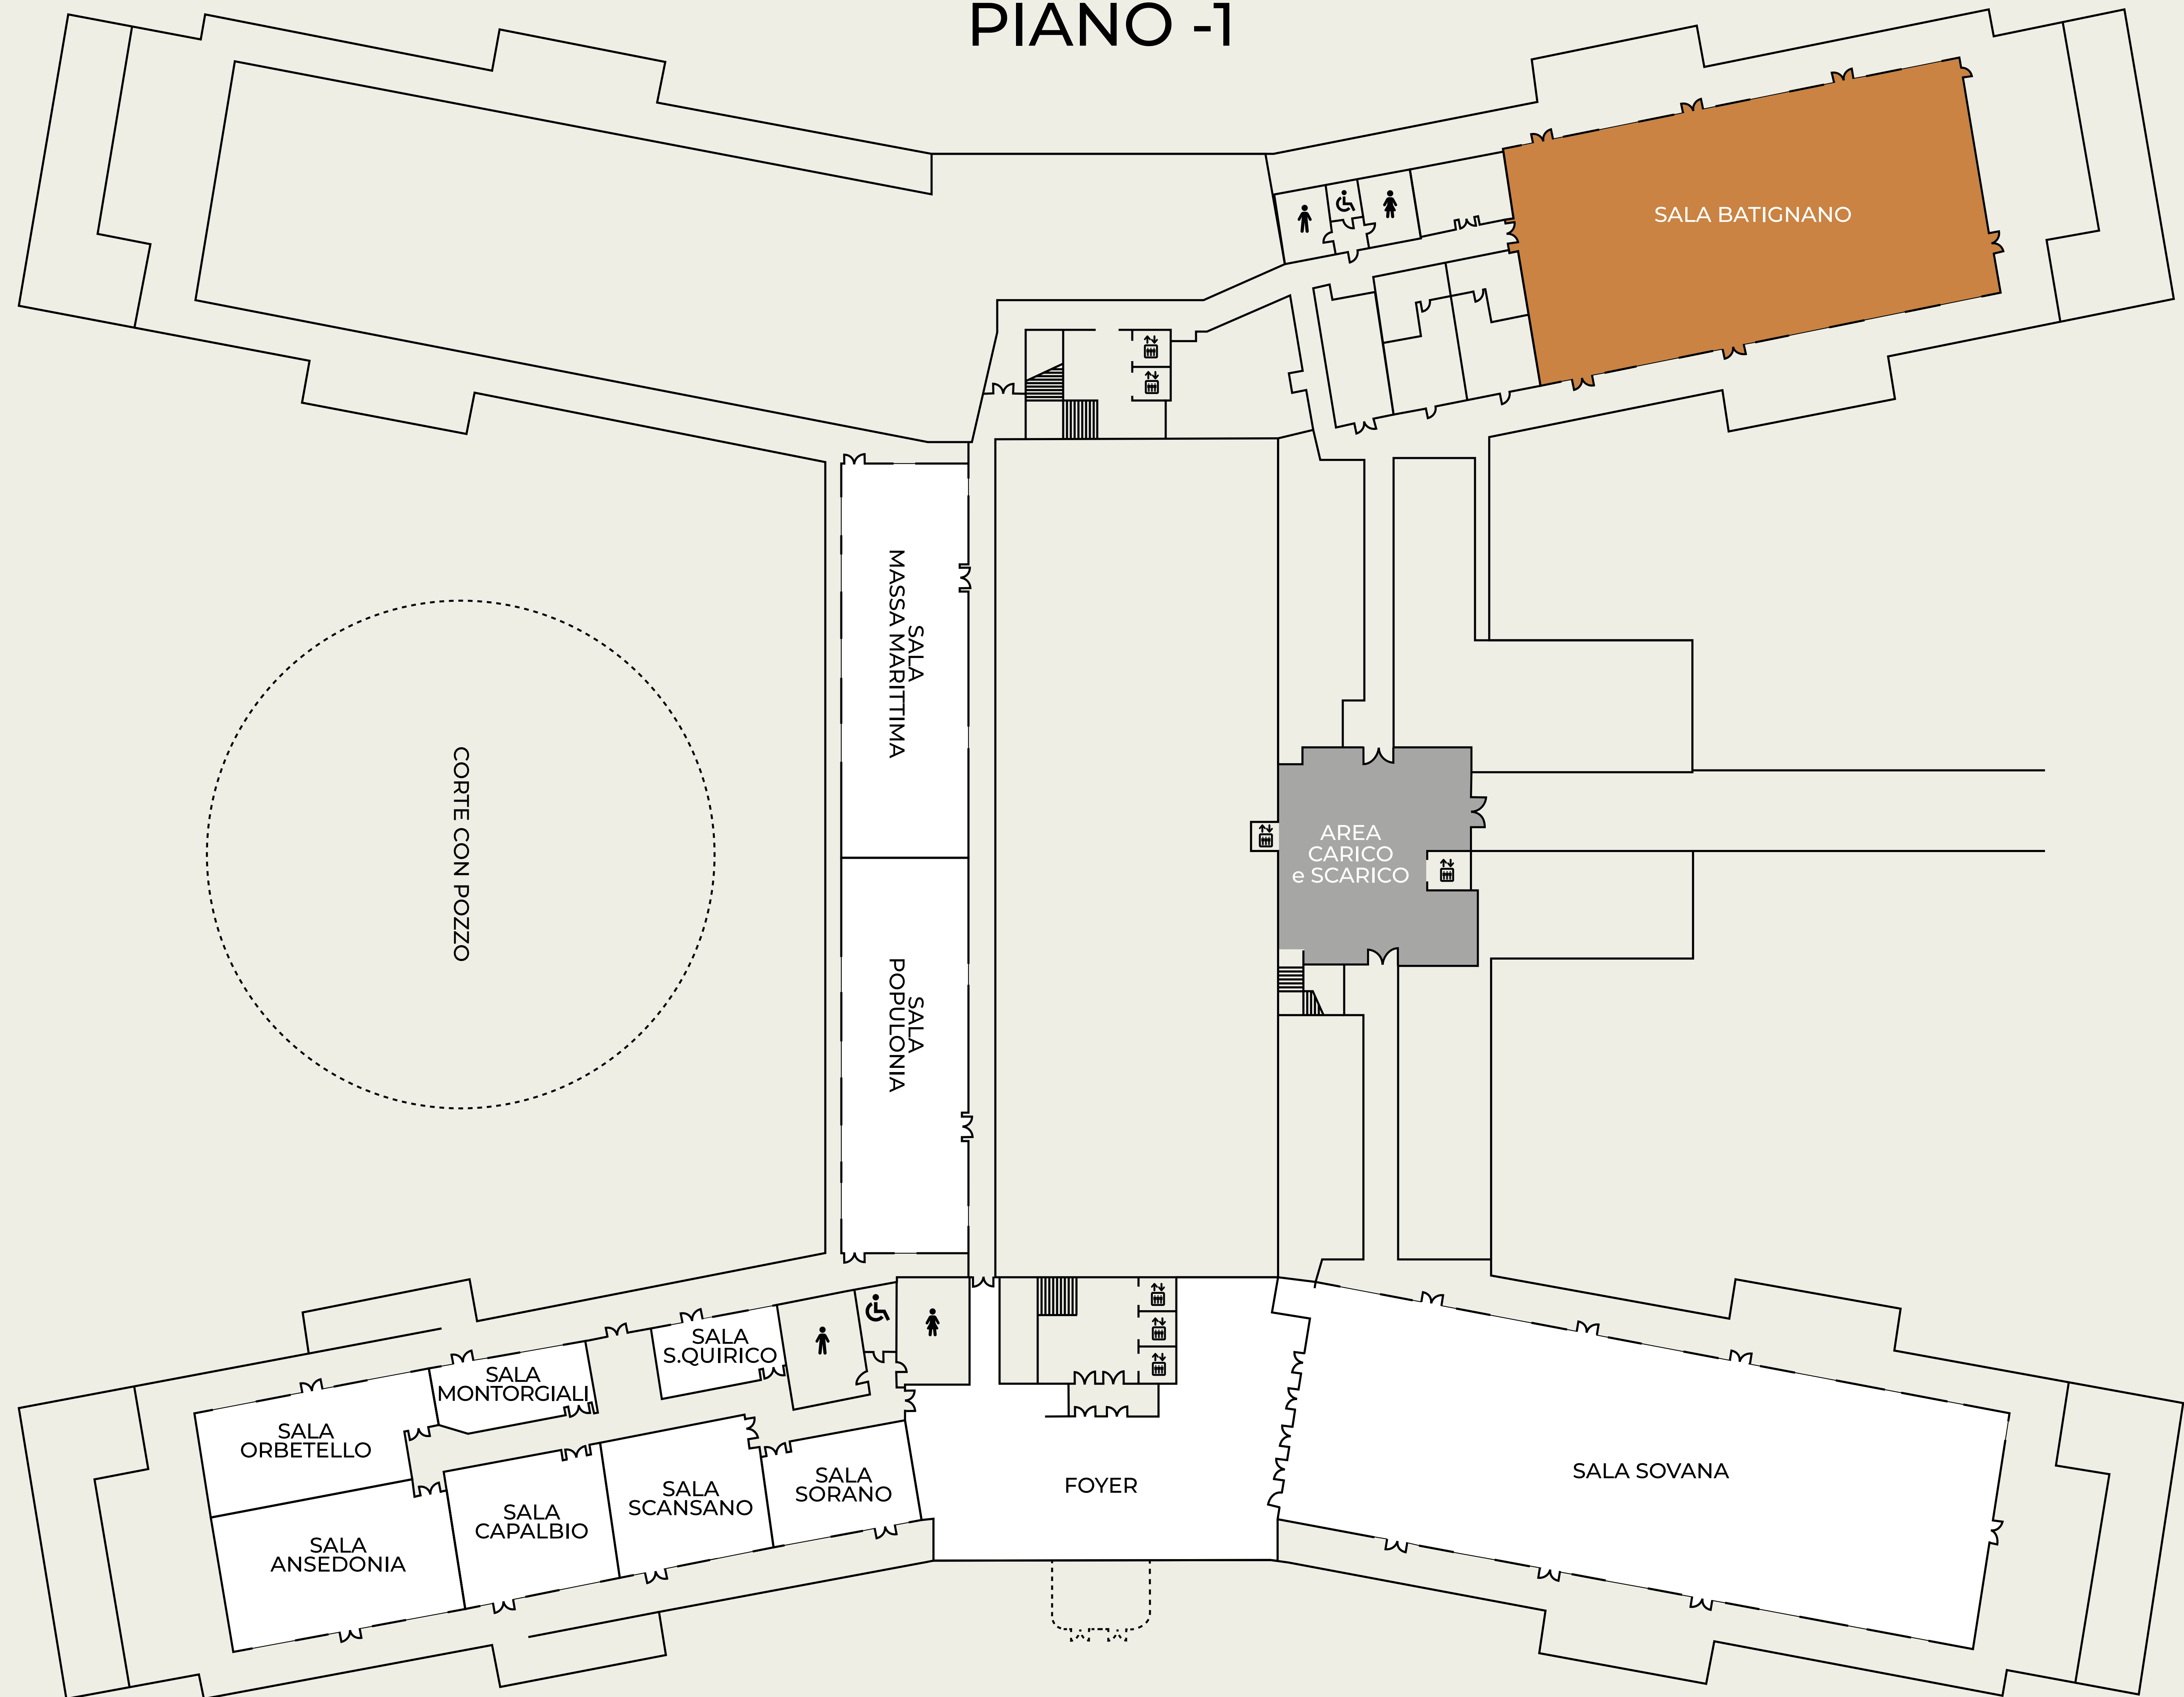 PIANO -1
SALA BATIGNANO
SALA
MASSA MARITTIMA
CORTE CON POZZO
AREA
CARICO
e SCARICO
SALA
POPULONIA
SALA
S.QUIRICO
SALA
MONTORGIALI
SALA
ORBETELLO
SALA
ANSEDONIA
SALA
CAPALBIO
SALA
SCANSANO
SALA
SORANO
FOYER
SALA SOVANA